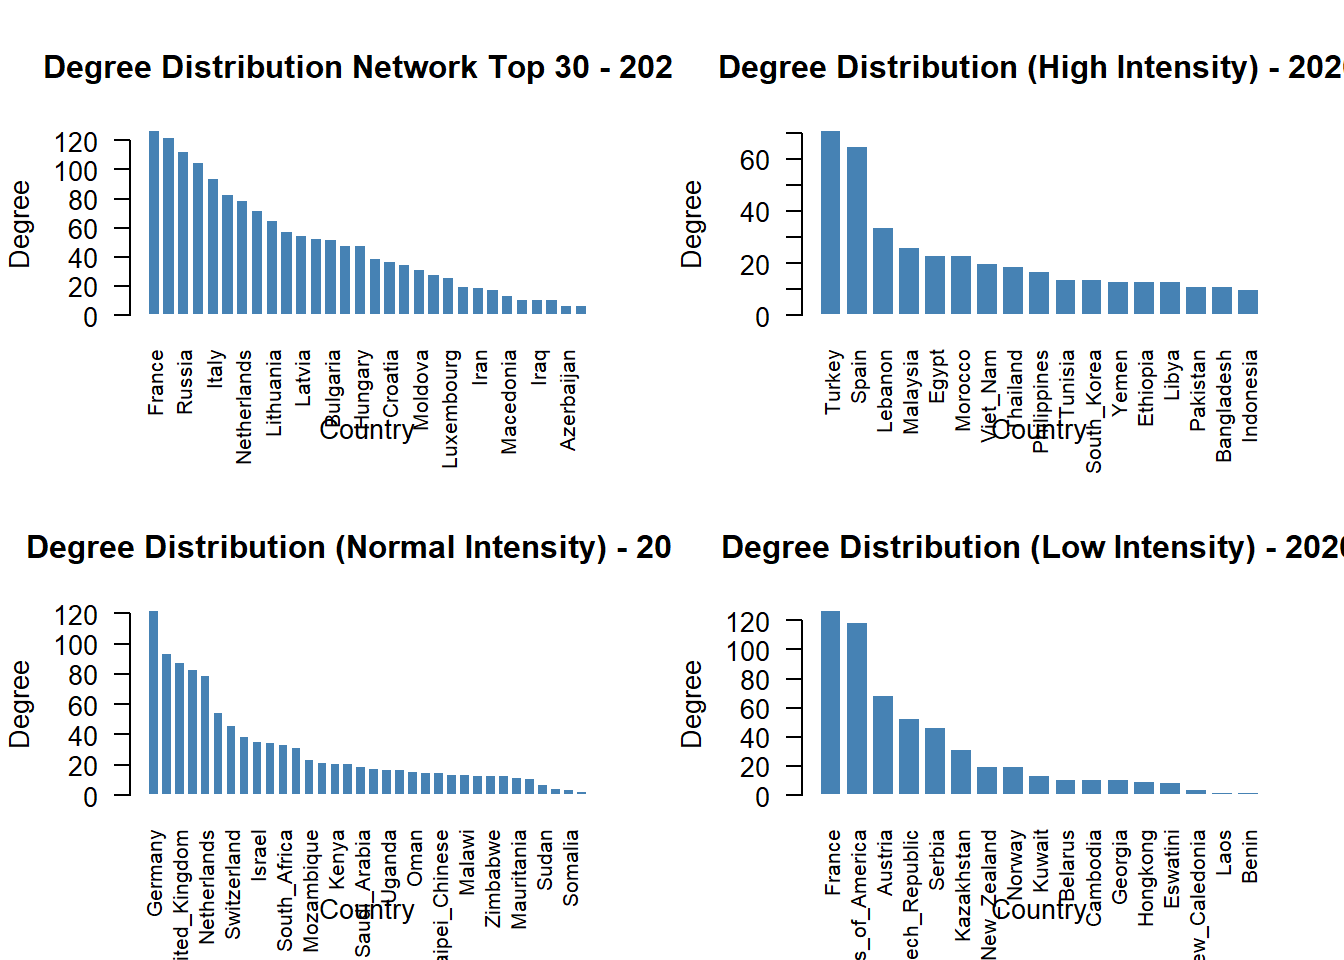 Degree Distribution Network Top 30 - 202
Degree
120
100
80
60
40
20
0
France
Russia
Italy
Netherlands
Lithuania
Latvia
Bulgaria
Hungary
Croatia
Moldova
Luxembourg
Iran
Macedonia
Iraq
Azerbaijan
Country
Degree Distribution (High Intensity) - 2020
Degree
60
40
20
0
Turkey
Spain
Lebanon
Malaysia
Egypt
Morocco
Viet_Nam
Thailand
Philippines
Tunisia
South_Korea
Yemen
Ethiopia
Libya
Pakistan
Bangladesh
Indonesia
Country
Degree Distribution (Normal Intensity) - 20
Degree
120
100
80
60
40
20
0
Germany
ited_Kingdom
Netherlands
Switzerland
Israel
South_Africa
Mozambique
Kenya
Saudi_Arabia
Uganda
Oman
aipei_Chinese
Malawi
Zimbabwe
Mauritania
Sudan
Somalia
Country
Degree Distribution (Low Intensity) - 2020
Degree
120
100
80
60
40
20
0
France
s_of_America
Austria
ech_Republic
Serbia
Kazakhstan
New_Zealand
Norway
Kuwait
Belarus
Cambodia
Georgia
Hongkong
Eswatini
ew_Caledonia
Laos
Benin
Country